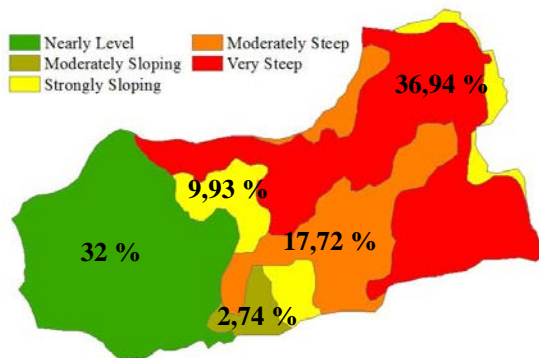 Nearly Level
Moderately Steep
Moderately Sloping
Very Steep
Strongly Sloping
36,94 %
9,93 %
32 %
17,72 %
2,74 %